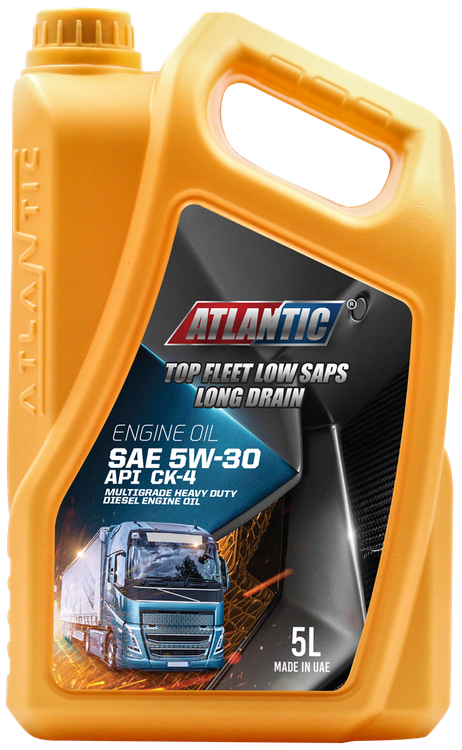 ATLANTIC
ATLANTIC®
TOP FLEET LOW SAPS
LONG DRAIN
ENGINE OIL
SAE 5W-30
API CK-4
MULTIGRADE HEAVY DUTY
DIESEL ENGINE OIL
5L
MADE IN UAE